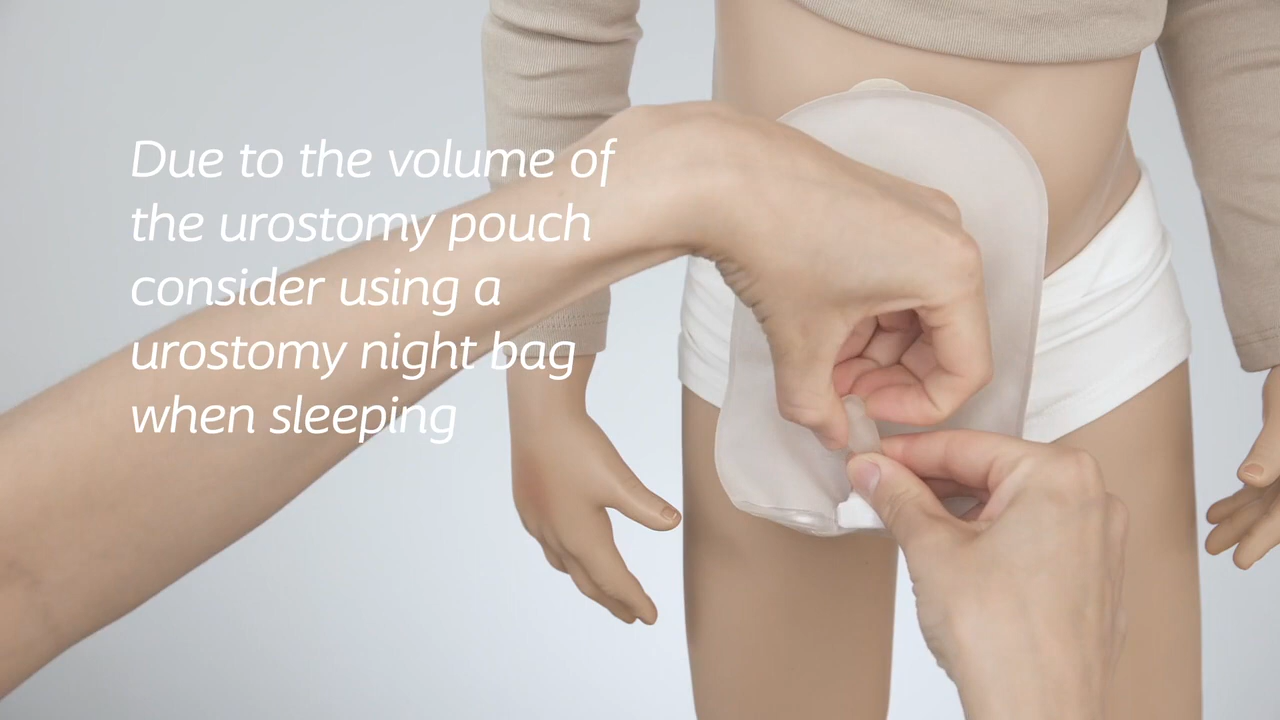 Due to the volume of
the urostomy pouch
consider using a
urostomy night bag
when sleeping